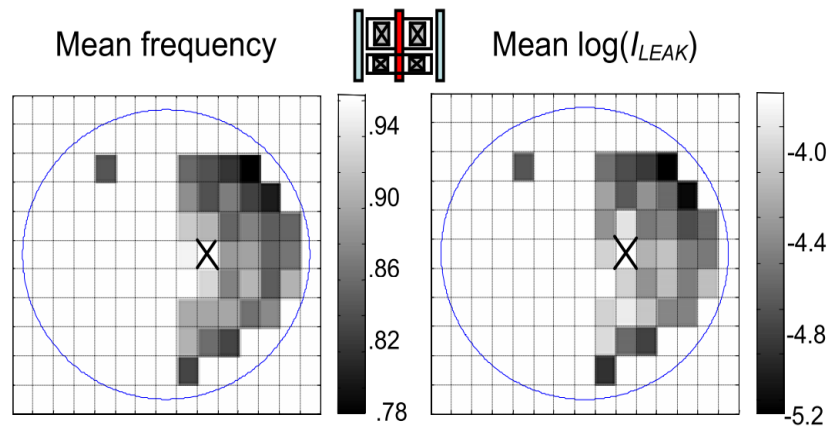 Mean frequency
Mean log(I_LEAK)
.94
.90
.86
.82
.78
-4.0
-4.4
-4.8
-5.2
X
X